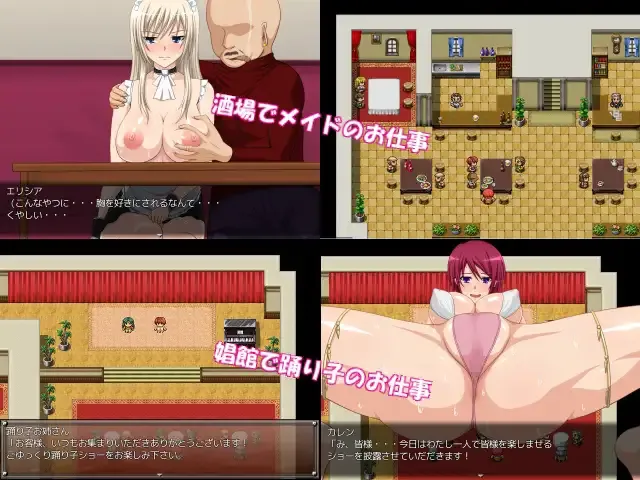 酒場でメイドのお仕事
エリシア
(こんなやつに・・・胸を好きにされるなんて・・・
くやしい・・・
娼館で踊り子のお仕事
踊り子お姉さん
「お客様、いつもお集まりいただきありがとうございます!
ごゆっくり踊り子ショーをお楽しみ下さい。
カレン
「み、皆様・・・今日はわたし一人で皆様を楽しませる
ショーを披露させていただきます!